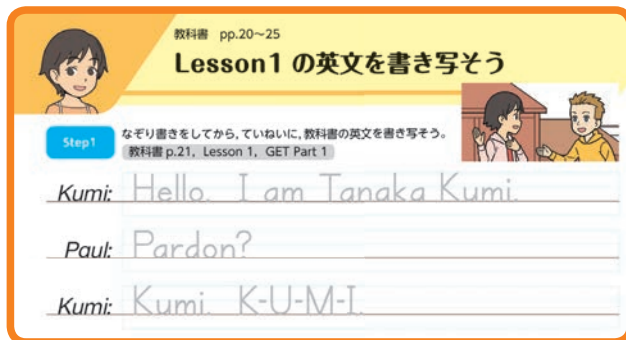 教科書 pp.20～25
Lesson1 の英文を書き写そう
Step1
なぞり書きをしてから,ていねいに,教科書の英文を書き写そう。
教科書 p.21, Lesson 1, GET Part 1
Kumi: Hello. I am Tanaka Kumi.
Paul: Pardon?
Kumi: Kumi. K-U-M-I.